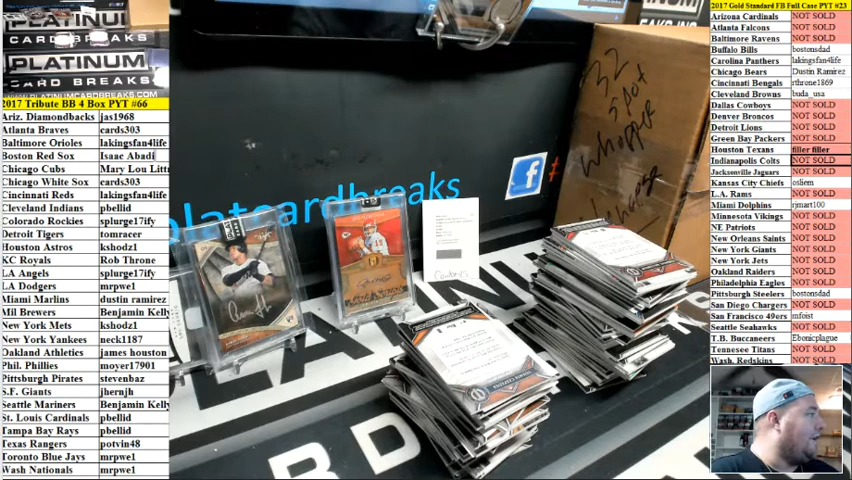 PLATINUM
PLATINUM
CARD BREAKS
PLATINUMCARDBREAKS.COM
2017 Tribute BB 4 Box PYT #66
Ariz. Diamondbacks jas1968
Atlanta Braves cards303
Baltimore Orioles lakingsfan4life
Boston Red Sox Isaac Abadi
Chicago Cubs Mary Lou Litt
Chicago White Sox cards303
Cincinnati Reds lakingsfan4life
Cleveland Indians pbellid
Colorado Rockies splurge17ify
Detroit Tigers tomracer
Houston Astros kshodz1
KC Royals Rob Throne
LA Angels splurge17ify
LA Dodgers mrpwe1
Miami Marlins dustin ramirez
Mil Brewers Benjamin Kelly
New York Mets kshodz1
New York Yankees neck1187
Oakland Athletics james houston
Phil. Phillies moyer17901
Pittsburgh Pirates stevenbaz
S.F. Giants jhernjh
Seattle Mariners Benjamin Kelly
St. Louis Cardinals pbellid
Tampa Bay Rays pbellid
Texas Rangers potvin48
Toronto Blue Jays mrpwe1
Wash Nationals mrpwe1
32
Spot
Whopper
platcardbreaks
f
#
Cowboys
PLATINUM
2017 Gold Standard FB Full Case PYT #23
Arizona Cardinals NOT SOLD
Atlanta Falcons NOT SOLD
Baltimore Ravens NOT SOLD
Buffalo Bills bostonsdad
Carolina Panthers lakingsfan4life
Chicago Bears Dustin Ramirez
Cincinnati Bengals rthrone1869
Cleveland Browns buda_usa
Dallas Cowboys NOT SOLD
Denver Broncos NOT SOLD
Detroit Lions NOT SOLD
Green Bay Packers NOT SOLD
Houston Texans filler filler
Indianapolis Colts NOT SOLD
Jacksonville Jaguars NOT SOLD
Kansas City Chiefs osliem
L.A. Rams NOT SOLD
Miami Dolphins rjmart100
Minnesota Vikings NOT SOLD
NE Patriots NOT SOLD
New Orleans Saints NOT SOLD
New York Giants NOT SOLD
New York Jets NOT SOLD
Oakland Raiders NOT SOLD
Philadelphia Eagles NOT SOLD
Pittsburgh Steelers bostonsdad
San Diego Chargers NOT SOLD
San Francisco 49ers mfoist
Seattle Seahawks NOT SOLD
T.B. Buccaneers Ebonicplague
Tennessee Titans NOT SOLD
Wash. Redskins NOT SOLD